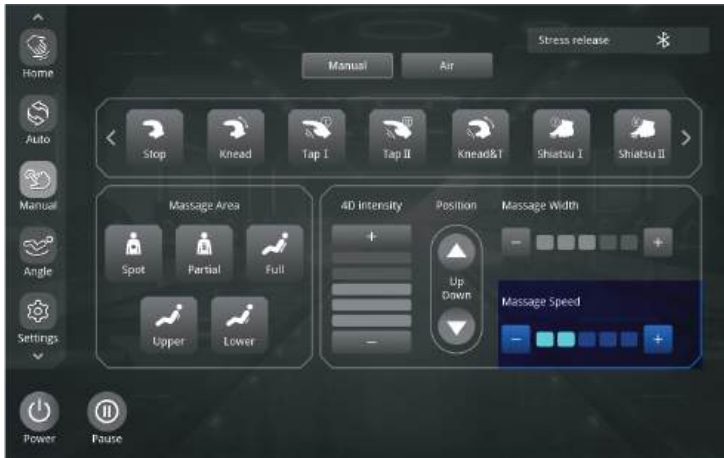 Stress release
Home
Manual
Air
Auto
Stop
Knead
Tap I
Tap II
Knead&T
Shiatsu I
Shiatsu II
Manual
Massage Area
4D intensity
Position
Massage Width
+
-
+
Spot
Partial
Full
Angle
Up
Down
Massage Speed
Settings
Upper
Lower
-
-
+
Power
Pause